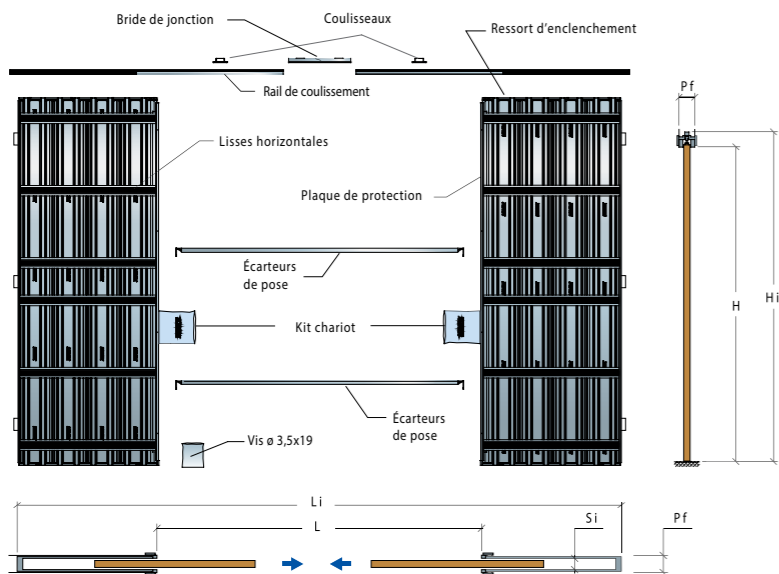 Bride de jonction
Coulisseaux
Ressort d'enclenchement
Rail de coulissement
Pf
Lisses horizontales
Plaque de protection
Écarteurs
de pose
H
Hi
Kit chariot
Écarteurs
de pose
Vis ø 3,5x19
Li
L
Si
Pf